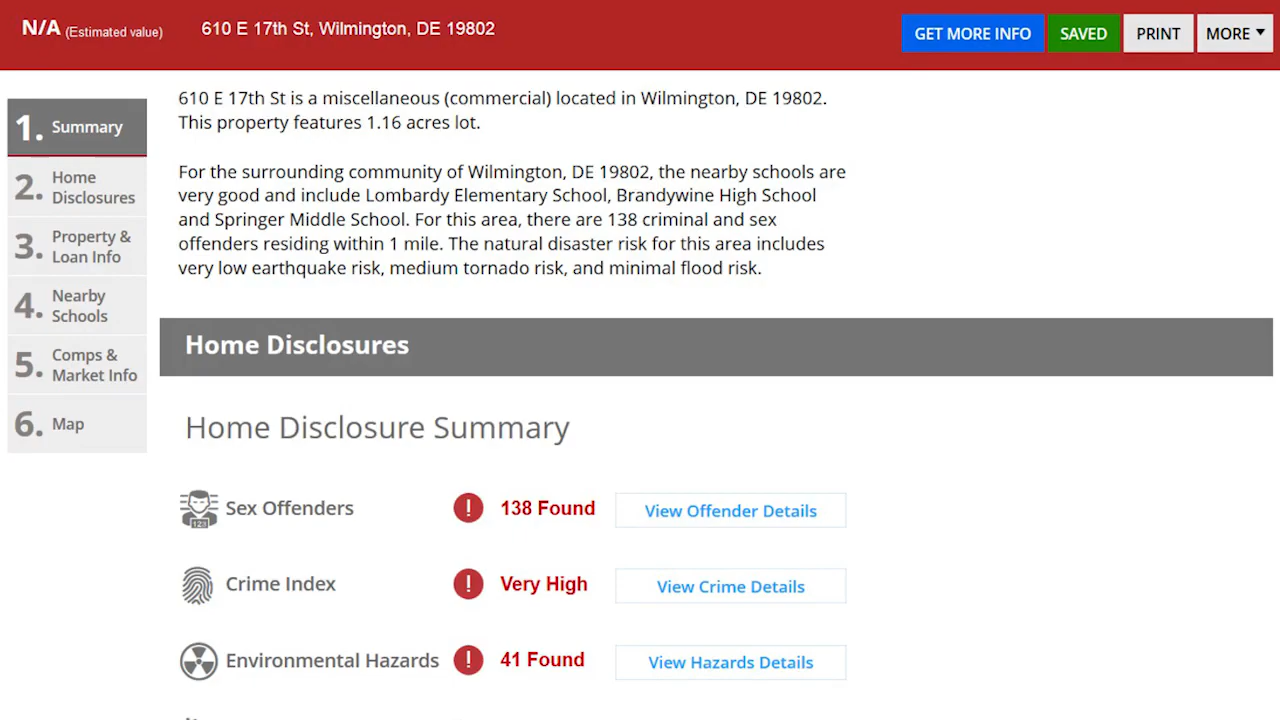 N/A (Estimated value) 610 E 17th St, Wilmington, DE 19802 GET MORE INFO SAVED PRINT MORE
1. Summary
2. Home Disclosures
3. Property & Loan Info
4. Nearby Schools
5. Comps & Market Info
6. Map
610 E 17th St is a miscellaneous (commercial) located in Wilmington, DE 19802.
This property features 1.16 acres lot.
For the surrounding community of Wilmington, DE 19802, the nearby schools are
very good and include Lombardy Elementary School, Brandywine High School
and Springer Middle School. For this area, there are 138 criminal and sex
offenders residing within 1 mile. The natural disaster risk for this area includes
very low earthquake risk, medium tornado risk, and minimal flood risk.
Home Disclosures
Home Disclosure Summary
Sex Offenders ! 138 Found View Offender Details
Crime Index ! Very High View Crime Details
Environmental Hazards ! 41 Found View Hazards Details